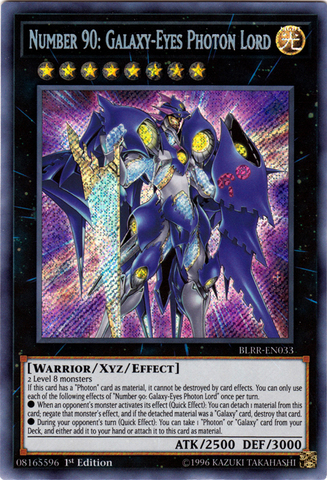 NUMBER 90: GALAXY-EYES PHOTON LORD
光
BLRR-EN033
[WARRIOR/XYZ/EFFECT]
2 Level 8 monsters
If this card has a "Photon" card as material, it cannot be destroyed by card effects. You can only use
each of the following effects of "Number 90: Galaxy-Eyes Photon Lord" once per turn.
● When an opponent's monster activates its effect (Quick Effect): You can detach 1 material from this
card; negate that monster's effect, and if the detached material was a "Galaxy" card, destroy that card.
● During your opponent's turn (Quick Effect): You can take 1 "Photon" or "Galaxy" card from your
Deck, and either add it to your hand or attach it to this card as material.
ATK/2500 DEF/3000
08165596 1st Edition ©1996 KAZUKI TAKAHASHI